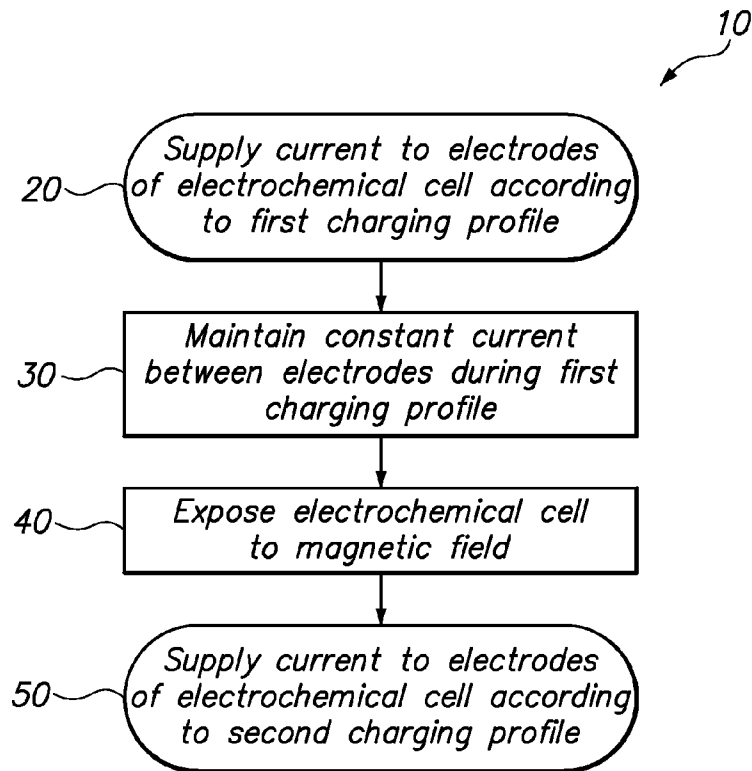 10
Supply current to electrodes
20
of electrochemical cell according
to first charging profile
Maintain constant current
30
between electrodes during first
charging profile
40
Expose electrochemical cell
to magnetic field
Supply current to electrodes
50
of electrochemical cell according
to second charging profile